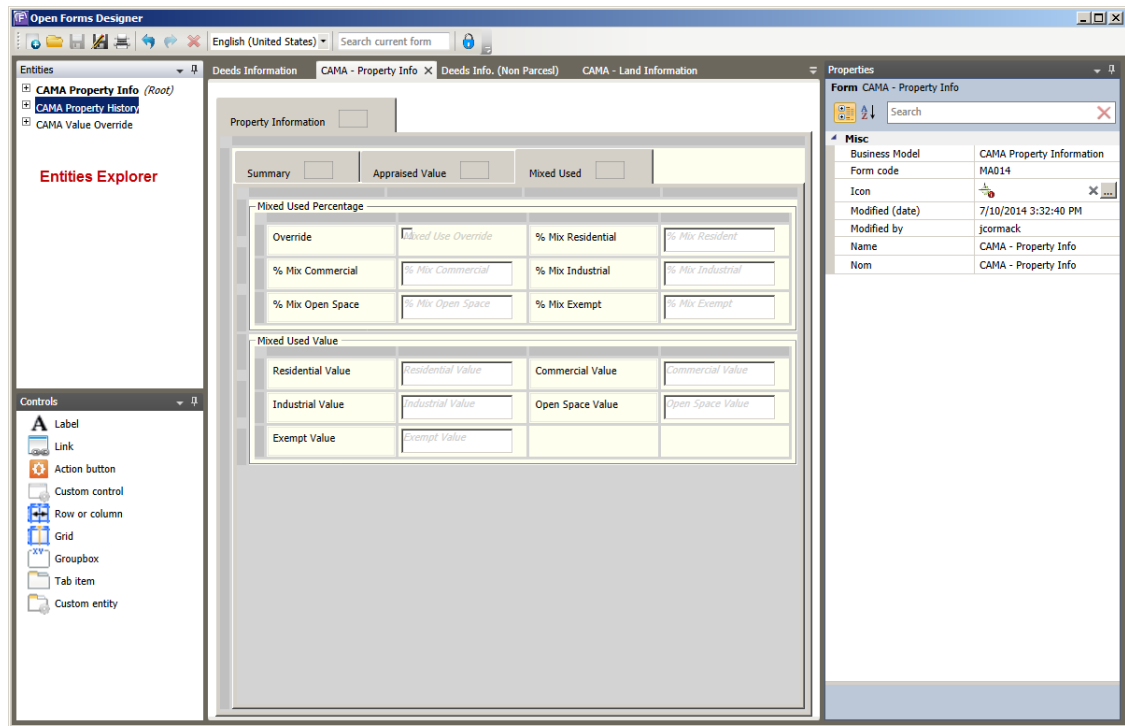 Open Forms Designer
English (United States) Search current form
Entities
CAMA Property Info (Root)
CAMA Property History
CAMA Value Override
Entities Explorer
Controls
A Label
Link
Action button
Custom control
Row or column
Grid
XY
Groupbox
Tab item
Custom entity
Deeds Information CAMA - Property Info X Deeds Info. (Non Parcesl) CAMA - Land Information
Property Information
Summary Appraised Value Mixed Used
Mixed Used Percentage
Override Mixed Use Override % Mix Residential % Mix Resident
% Mix Commercial % Mix Commercial % Mix Industrial % Mix Industrial
% Mix Open Space % Mix Open Space % Mix Exempt % Mix Exempt
Mixed Used Value
Residential Value Residential Value Commercial Value Commercial Value
Industrial Value Industrial Value Open Space Value Open Space Value
Exempt Value Exempt Value
Properties
Form CAMA - Property Info
Search
Misc
Business Model CAMA Property Information
Form code MA014
Icon ...
Modified (date) 7/10/2014 3:32:40 PM
Modified by jcormack
Name CAMA - Property Info
Nom CAMA - Property Info